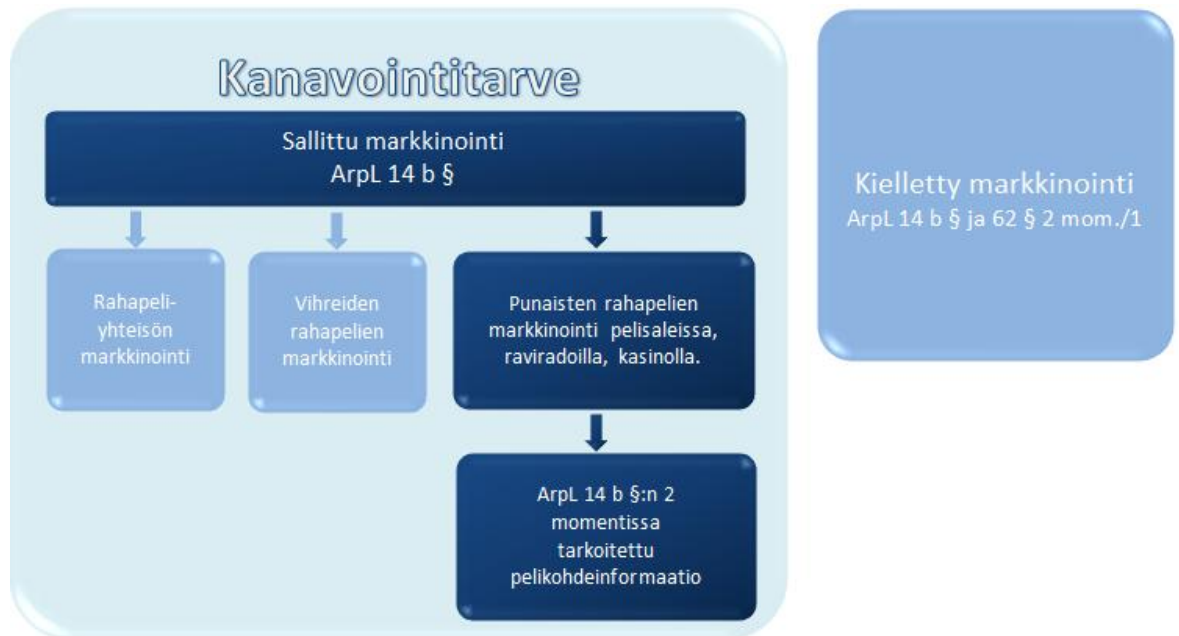 Kanavointitarve
Sallittu markkinointi
ArpL 14 b §
Rahapeli-
yhteisön
markkinointi
Vihreiden
rahapelien
markkinointi
Punaisten rahapelien
markkinointi pelisaleissa,
raviradoilla, kasinolla.
ArpL 14 b §:n 2
momentissa
tarkoitettu
pelikohdeinformaatio
Kielletty markkinointi
ArpL 14 b § ja 62 § 2 mom./1